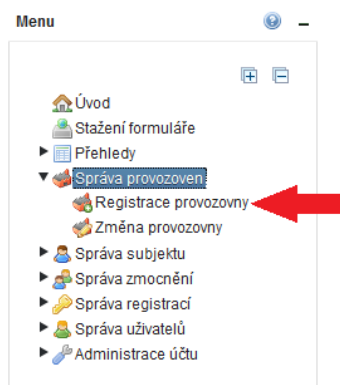 Menu
Úvod
Stažení formuláře
Přehledy
Správa provozoven
Registrace provozovny
Změna provozovny
Správa subjektu
Správa zmocnění
Správa registrací
Správa uživatelů
Administrace účtu